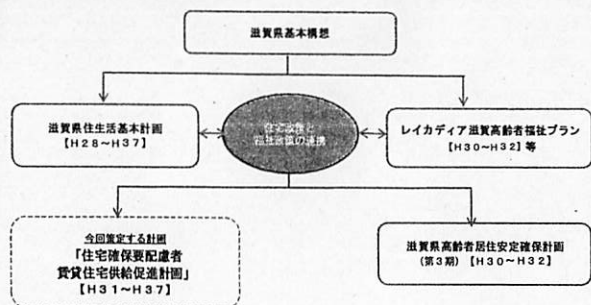 滋賀県基本構想
滋賀県住生活基本計画
【H28~H37】
住宅政策と
福祉政策の連携
レイカディア滋賀高齢者福祉プラン
【H30~H32】等
今回策定する計画
「住宅確保要配慮者
賃貸住宅供給促進計画」
【H31~H37】
滋賀県高齢者居住安定確保計画
(第3期)【H30~H32】